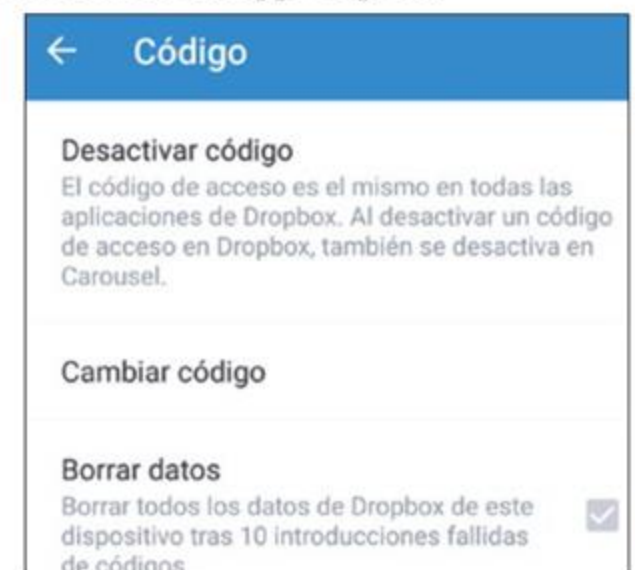 Código
Desactivar código
El código de acceso es el mismo en todas las
aplicaciones de Dropbox. Al desactivar un código
de acceso en Dropbox, también se desactiva en
Carousel.
Cambiar código
Borrar datos
Borrar todos los datos de Dropbox de este
dispositivo tras 10 introducciones fallidas
de códigos